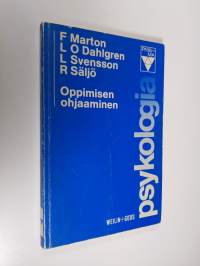 F Marton
L O Dahlgren
L Svensson
R Säljö
Oppimisen
ohjaaminen
psykologia
WEILIN+GÖÖS